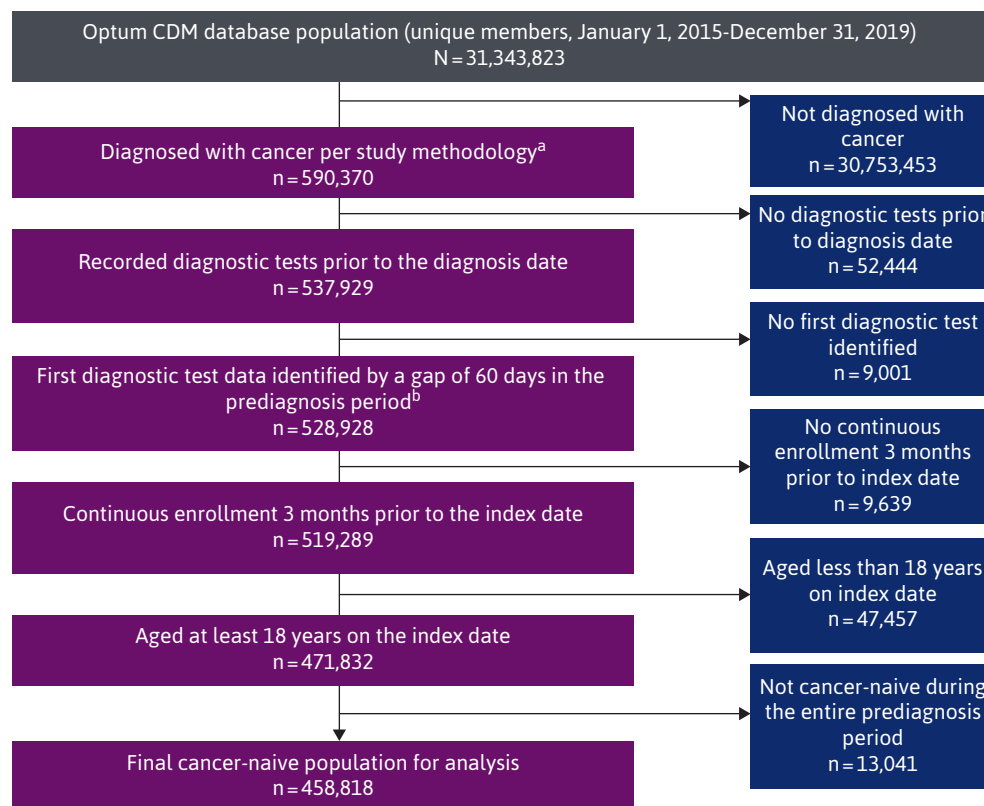 Optum CDM database population (unique members, January 1, 2015-December 31, 2019)
N = 31,343,823
Not diagnosed with
cancer
n = 30,753,453
Diagnosed with cancer per study methodologyᵃ
n = 590,370
No diagnostic tests prior
to diagnosis date
n = 52,444
Recorded diagnostic tests prior to the diagnosis date
n = 537,929
No first diagnostic test
identified
n = 9,001
First diagnostic test data identified by a gap of 60 days in the
prediagnosis periodᵇ
n = 528,928
No continuous
enrollment 3 months
prior to index date
n = 9,639
Continuous enrollment 3 months prior to the index date
n = 519,289
Aged less than 18 years
on index date
n = 47,457
Aged at least 18 years on the index date
n = 471,832
Not cancer-naive during
the entire prediagnosis
period
n = 13,041
Final cancer-naive population for analysis
n = 458,818